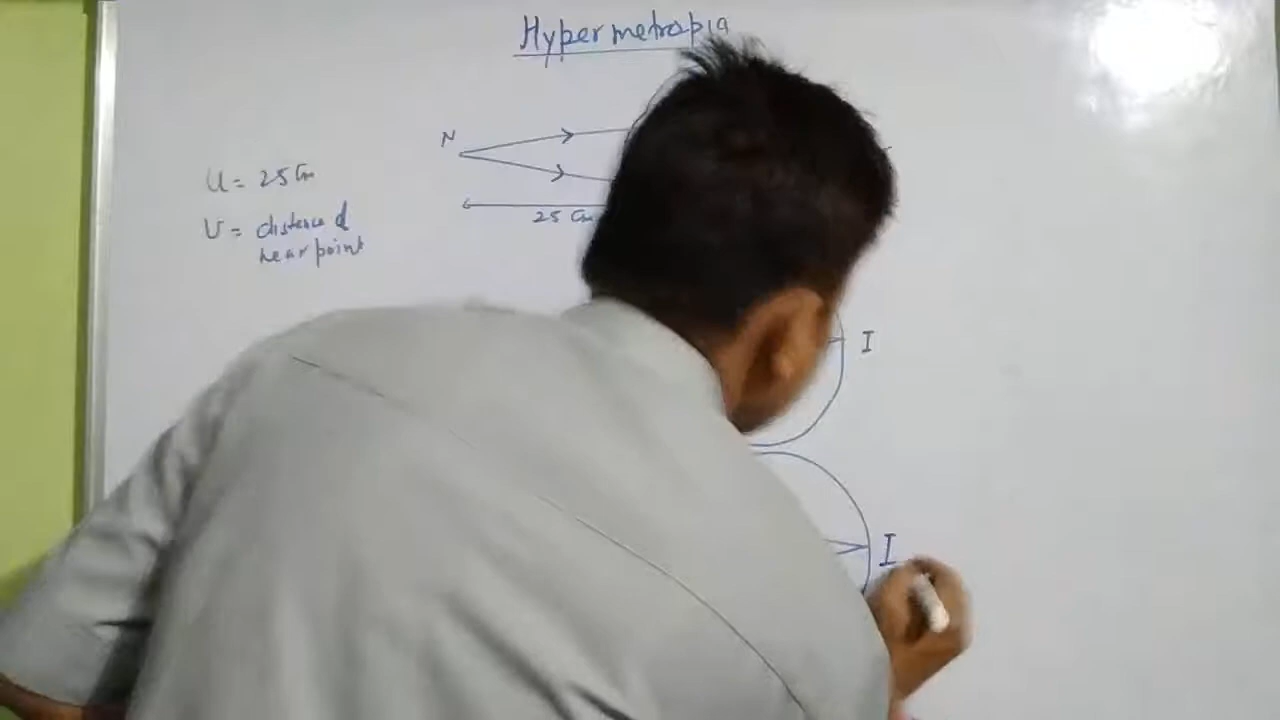 Hypermetropia
N
U = 25 Cm
V = distance of
near point
25 Cm
I
I